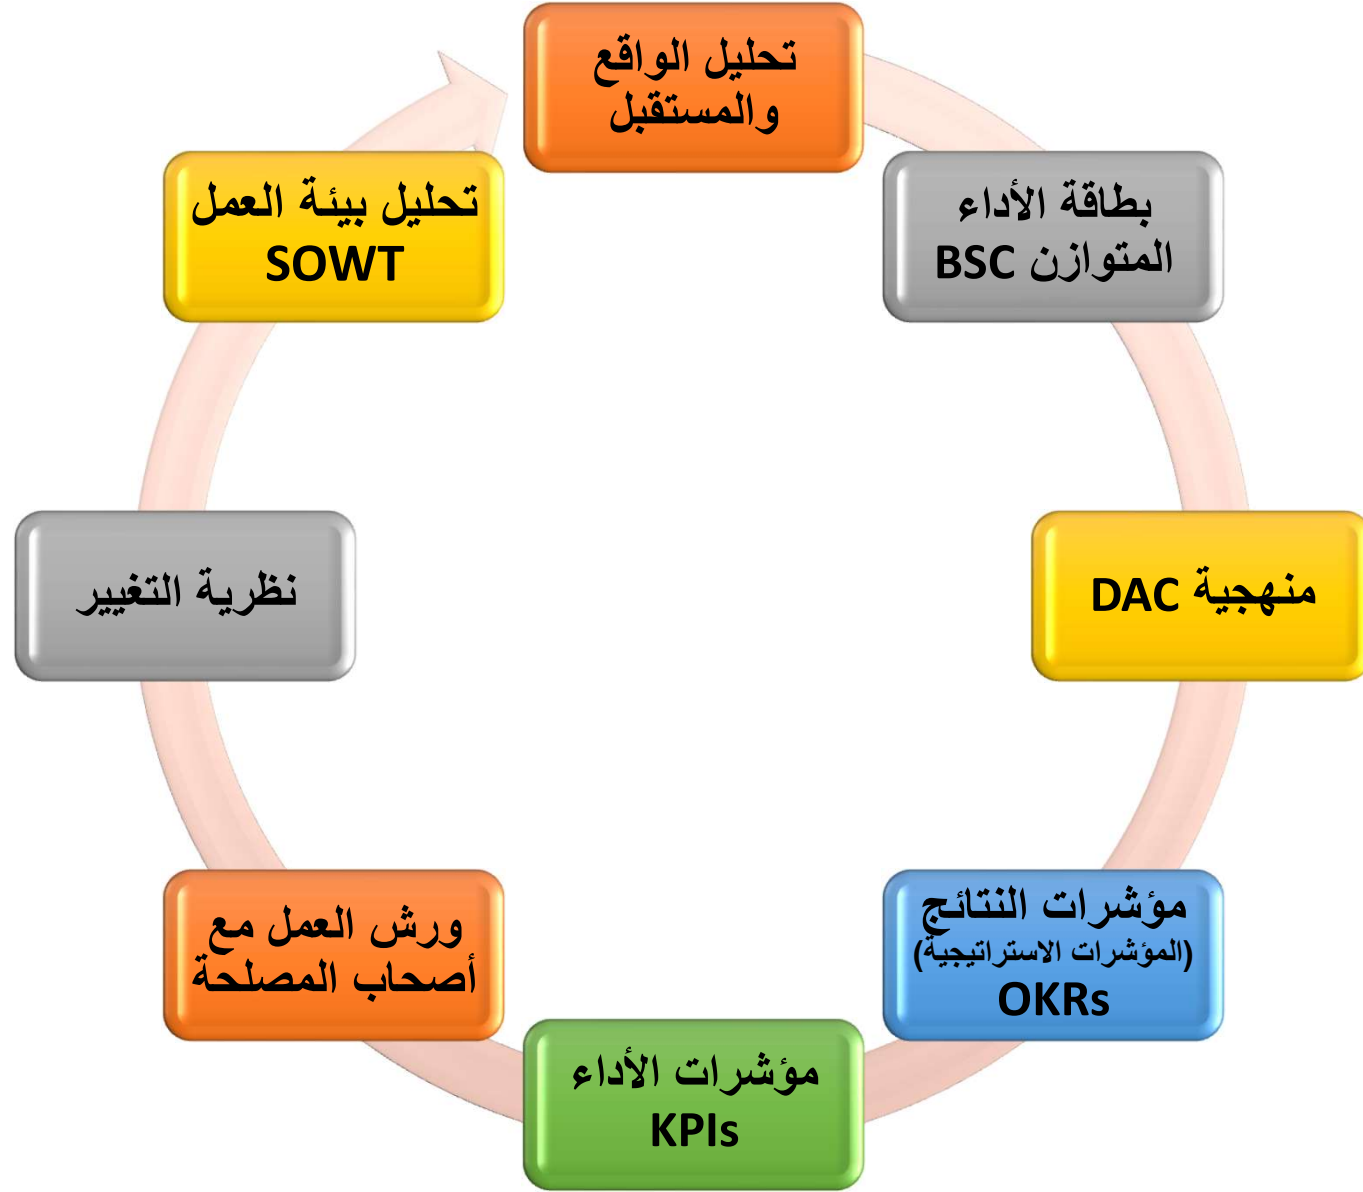 تحليل الواقع
والمستقبل
بطاقة الأداء
المتوازن BSC
منهجية DAC
مؤشرات النتائج
(المؤشرات الاستراتيجية)
OKRs
مؤشرات الأداء
KPIs
ورش العمل مع
أصحاب المصلحة
نظرية التغيير
تحليل بيئة العمل
SOWT